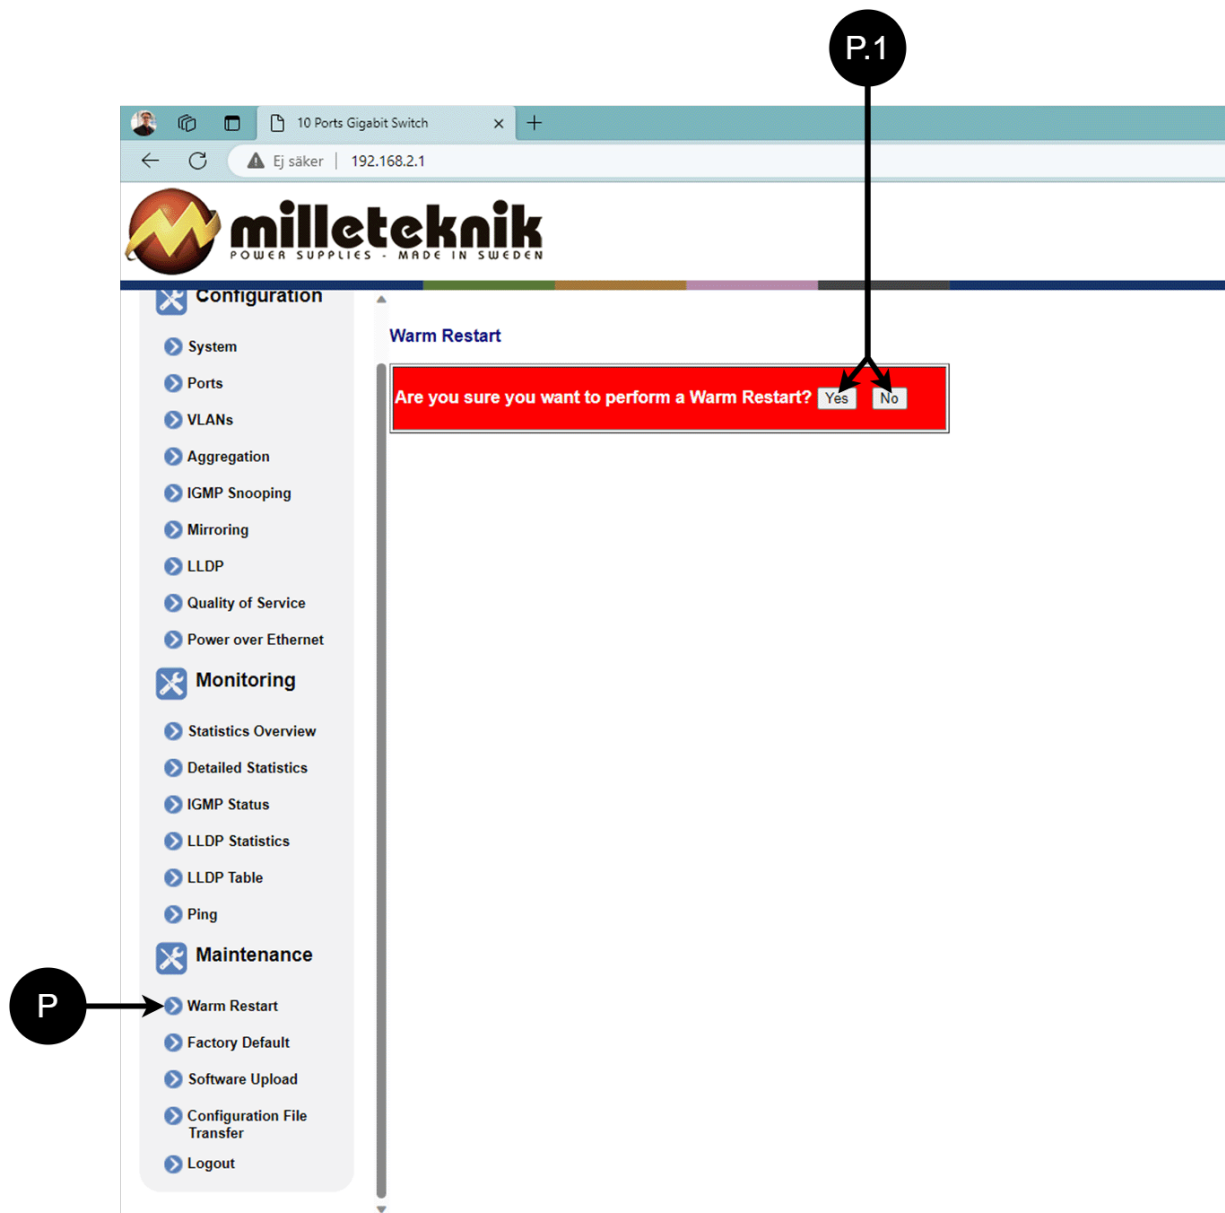 P.1
10 Ports Gigabit Switch
Ej säker | 192.168.2.1
milleteknik
POWER SUPPLIES - MADE IN SWEDEN
Configuration
System
Ports
VLANs
Aggregation
IGMP Snooping
Mirroring
LLDP
Quality of Service
Power over Ethernet
Monitoring
Statistics Overview
Detailed Statistics
IGMP Status
LLDP Statistics
LLDP Table
Ping
Maintenance
P
Warm Restart
Factory Default
Software Upload
Configuration File
Transfer
Logout
Warm Restart
Are you sure you want to perform a Warm Restart? Yes No